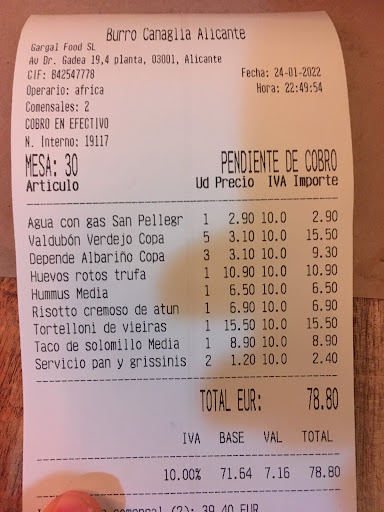 Burro Canaglia Alicante
Gargal Food SL
Av Dr. Gadea 19,4 planta, 03001, Alicante
CIF: B42547778 Fecha: 24-01-2022
Operario: africa Hora: 22:49:54
Comensales: 2
COBRO EN EFECTIVO
N. Interno: 19117
MESA: 30 PENDIENTE DE COBRO
Articulo Ud Precio IVA Importe
Agua con gas San Pellegr 1 2.90 10.0 2.90
Valdubón Verdejo Copa 5 3.10 10.0 15.50
Depende Albariño Copa 3 3.10 10.0 9.30
Huevos rotos trufa 1 10.90 10.0 10.90
Hummus Media 1 6.50 10.0 6.50
Risotto cremoso de atun 1 6.90 10.0 6.90
Tortelloni de vieiras 1 15.50 10.0 15.50
Taco de solomillo Media 1 8.90 10.0 8.90
Servicio pan y grissinis 2 1.20 10.0 2.40
TOTAL EUR: 78.80
IVA BASE VAL TOTAL
10.00% 71.64 7.16 78.80
comensal (2): 39.40 EUR